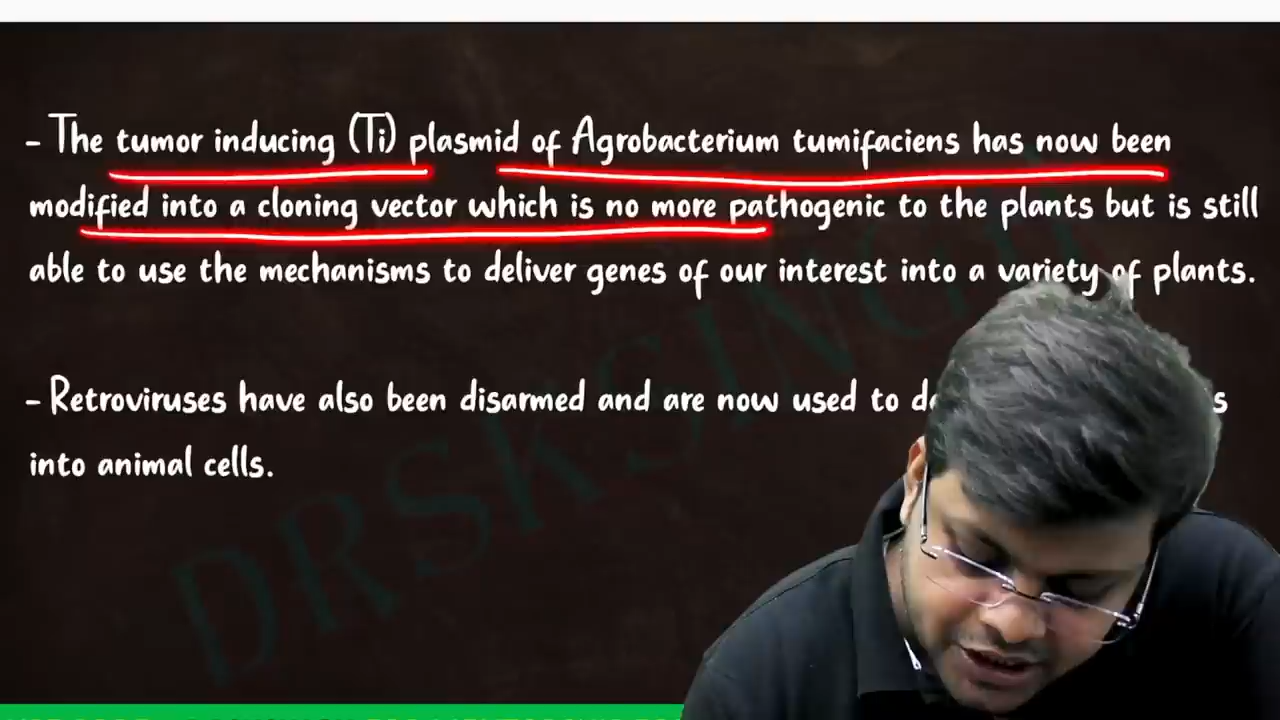 - The tumor inducing (Ti) plasmid of Agrobacterium tumifaciens has now been
modified into a cloning vector which is no more pathogenic to the plants but is still
able to use the mechanisms to deliver genes of our interest into a variety of plants.
- Retroviruses have also been disarmed and are now used to
into animal cells.
DRSKSINGH